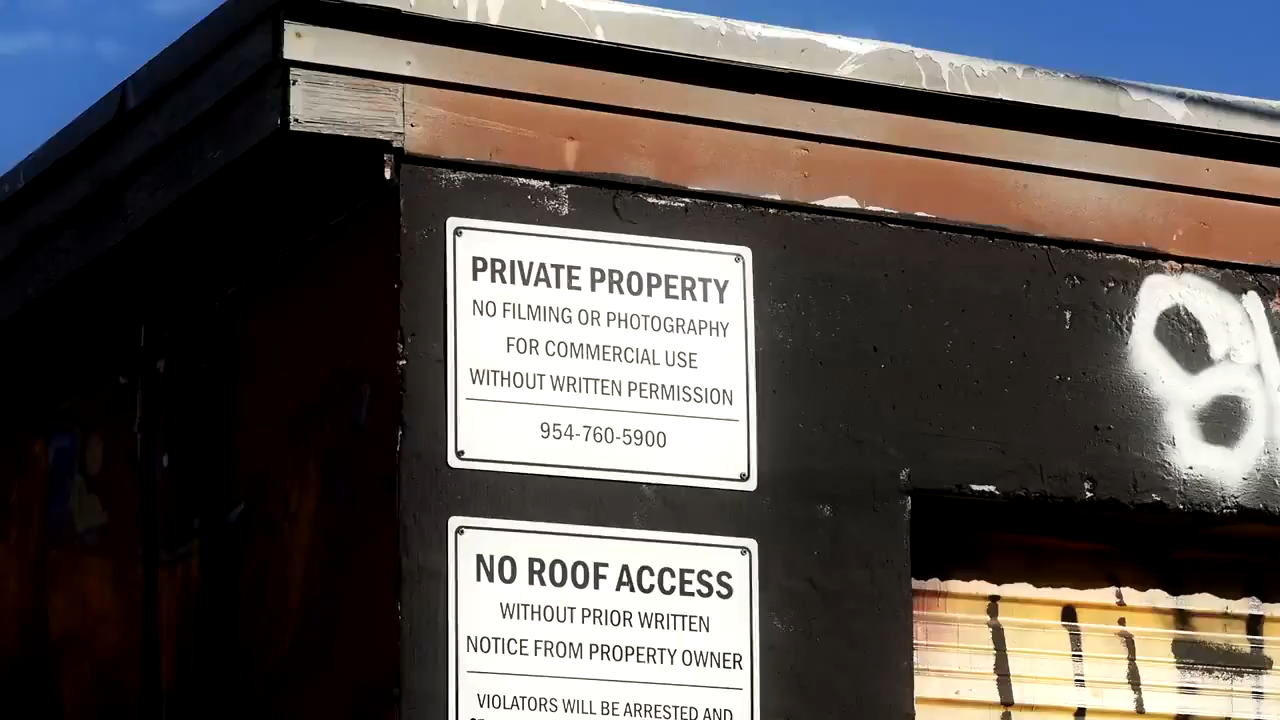 PRIVATE PROPERTY
NO FILMING OR PHOTOGRAPHY
FOR COMMERCIAL USE
WITHOUT WRITTEN PERMISSION
954-760-5900
NO ROOF ACCESS
WITHOUT PRIOR WRITTEN
NOTICE FROM PROPERTY OWNER
VIOLATORS WILL BE ARRESTED AND